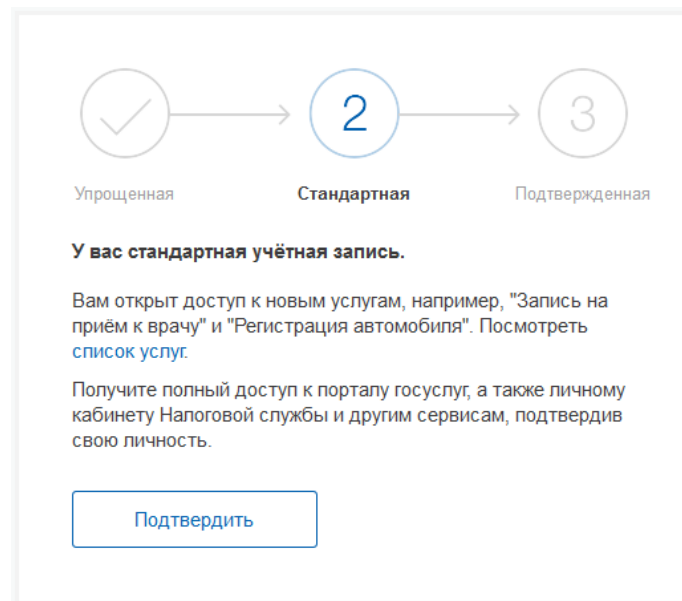 2
3
Упрощенная
Стандартная
Подтвержденная
У вас стандартная учётная запись.
Вам открыт доступ к новым услугам, например, "Запись на
приём к врачу" и "Регистрация автомобиля". Посмотреть
список услуг.
Получите полный доступ к порталу госуслуг, а также личному
кабинету Налоговой службы и другим сервисам, подтвердив
свою личность.
Подтвердить